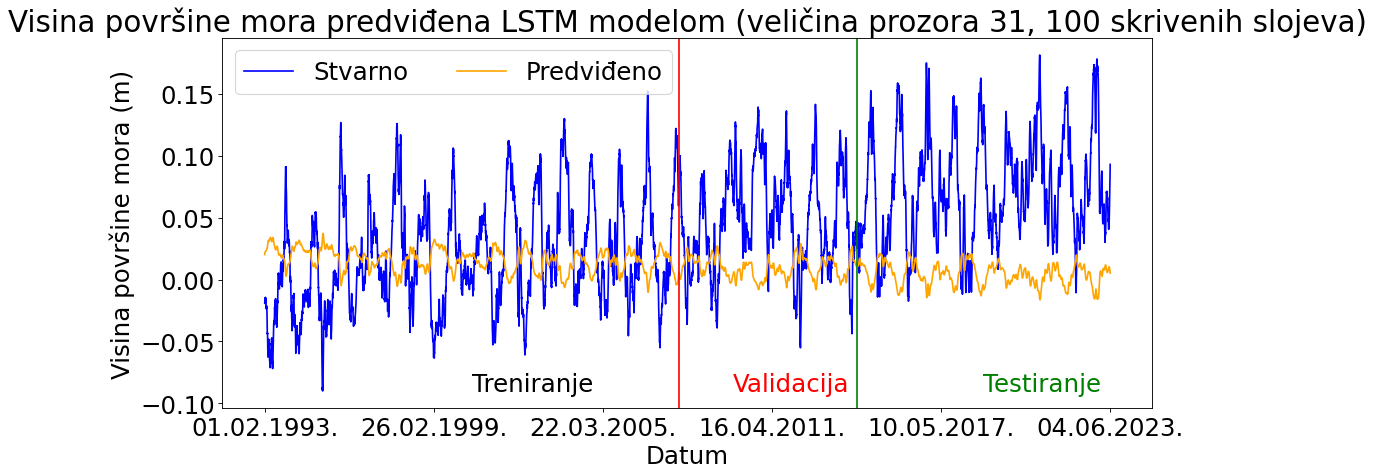 Visina površine mora predviđena LSTM modelom (veličina prozora 31, 100 skrivenih slojeva)
Stvarno Predviđeno
Visina površine mora (m)
0.15
0.10
0.05
0.00
−0.05
−0.10
Treniranje Validacija Testiranje
01.02.1993. 26.02.1999. 22.03.2005. 16.04.2011. 10.05.2017. 04.06.2023.
Datum